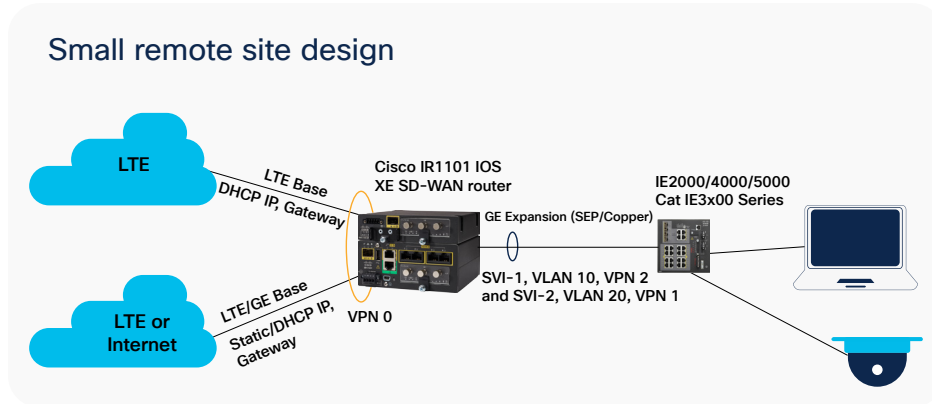 Small remote site design
LTE
LTE Base
DHCP IP, Gateway
Cisco IR1101 IOS
XE SD-WAN router
IE2000/4000/5000
Cat IE3x00 Series
GE Expansion (SEP/Copper)
SVI-1, VLAN 10, VPN 2
and SVI-2, VLAN 20, VPN 1
LTE or
Internet
LTE/GE Base
Static/DHCP IP,
Gateway
VPN 0